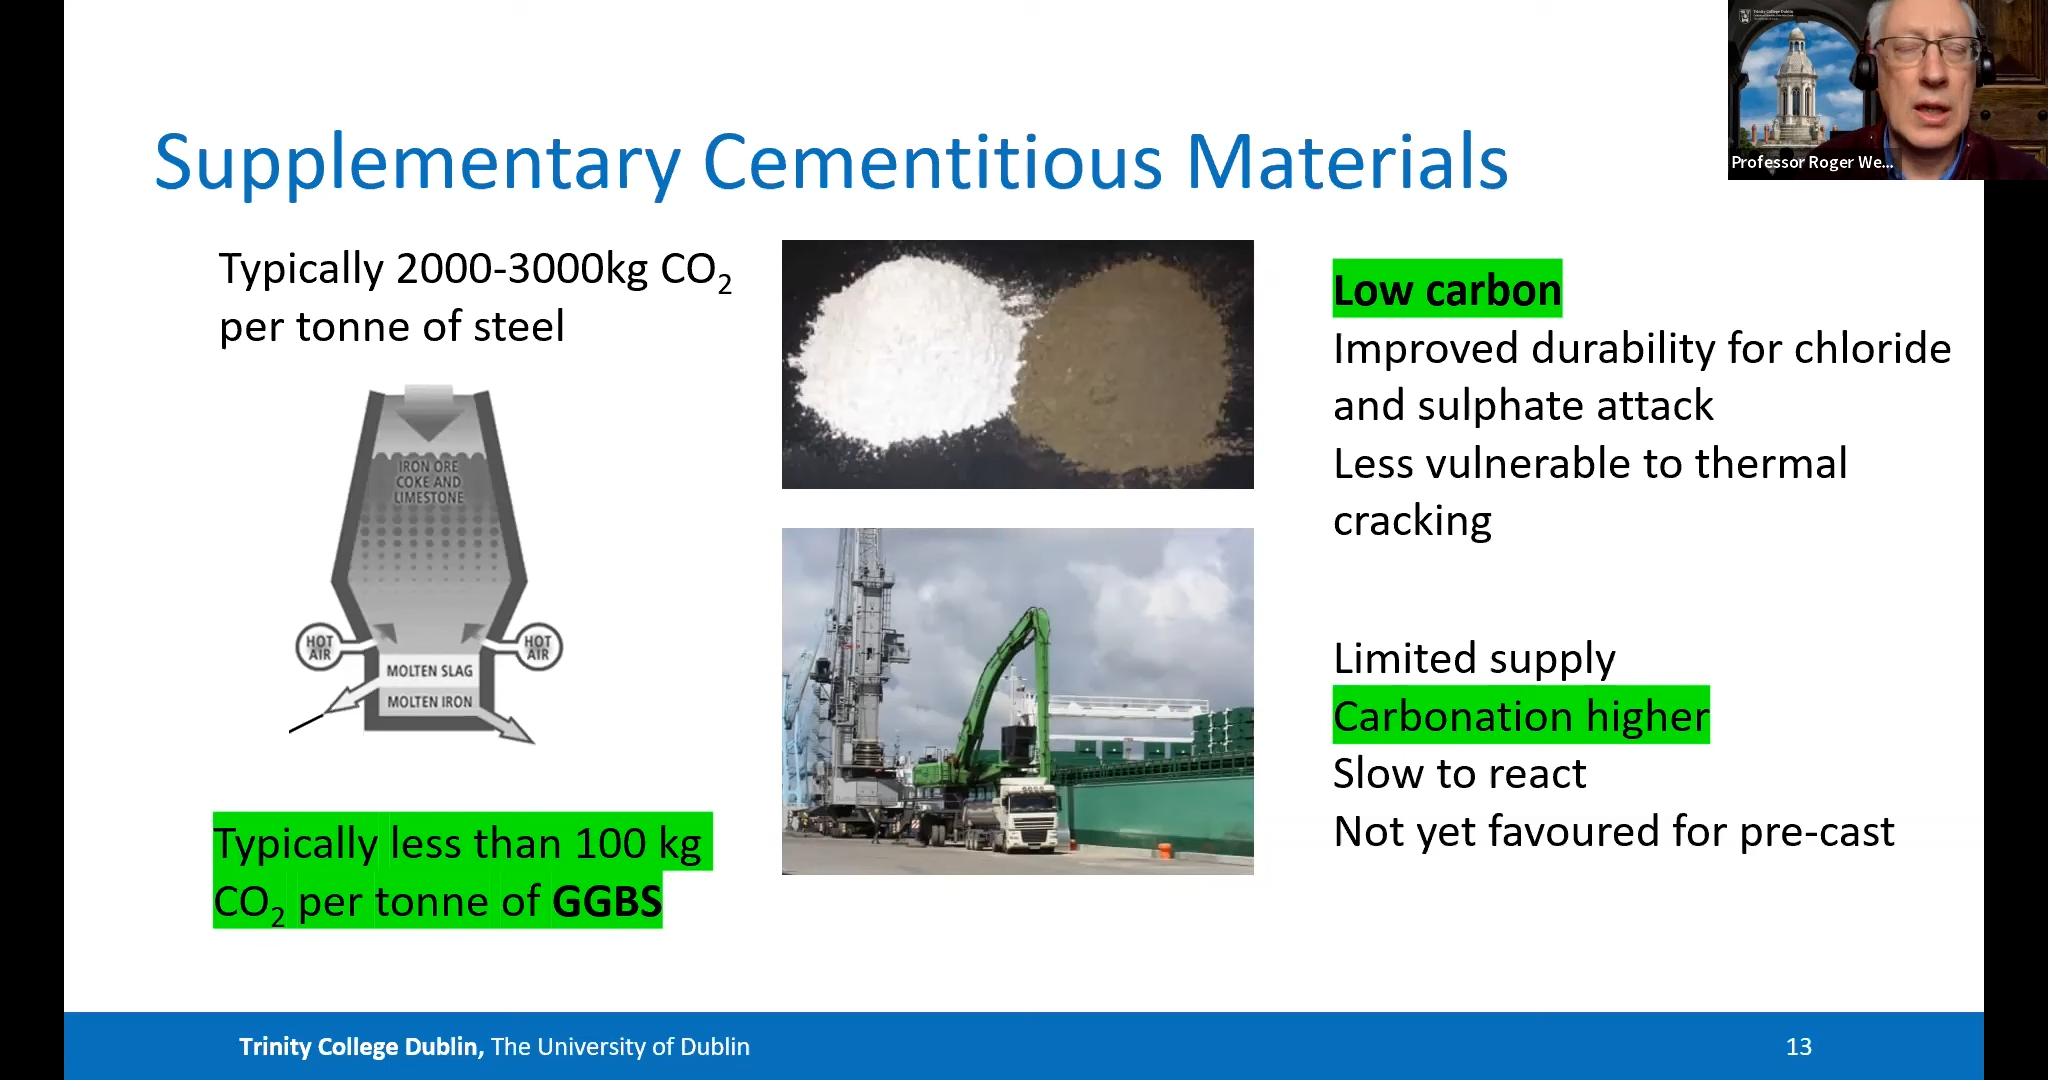 Trinity College Dublin
Professor Roger We...
Supplementary Cementitious Materials
Typically 2000-3000kg CO2
per tonne of steel
IRON ORE
COKE AND
LIMESTONE
HOT
AIR
HOT
AIR
MOLTEN SLAG
MOLTEN IRON
Typically less than 100 kg
CO2 per tonne of GGBS
Low carbon
Improved durability for chloride
and sulphate attack
Less vulnerable to thermal
cracking
Limited supply
Carbonation higher
Slow to react
Not yet favoured for pre-cast
Trinity College Dublin, The University of Dublin
13